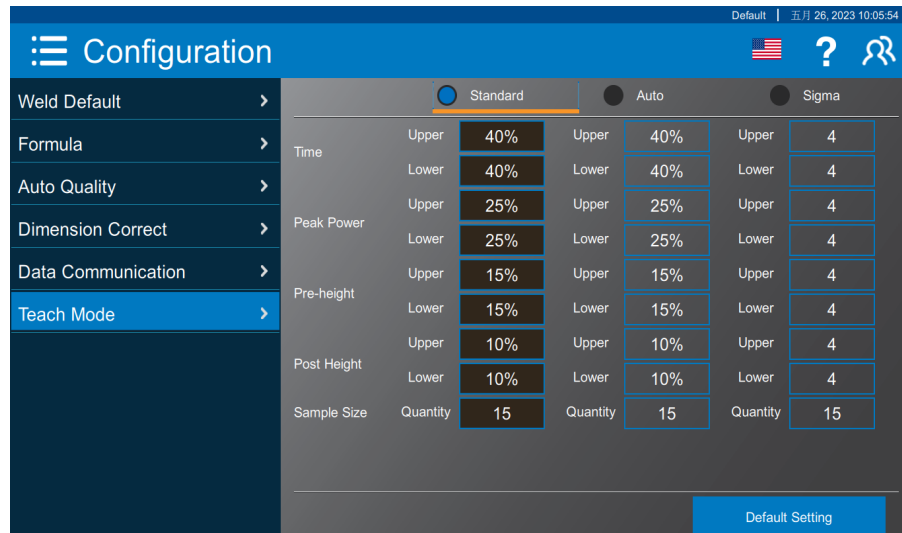 Default | 五月 26, 2023 10:05:54
Configuration ?
Weld Default
Formula
Auto Quality
Dimension Correct
Data Communication
Teach Mode
Standard Auto Sigma
Time Upper 40% Upper 40% Upper 4
Lower 40% Lower 40% Lower 4
Peak Power Upper 25% Upper 25% Upper 4
Lower 25% Lower 25% Lower 4
Pre-height Upper 15% Upper 15% Upper 4
Lower 15% Lower 15% Lower 4
Post Height Upper 10% Upper 10% Upper 4
Lower 10% Lower 10% Lower 4
Sample Size Quantity 15 Quantity 15 Quantity 15
Default Setting